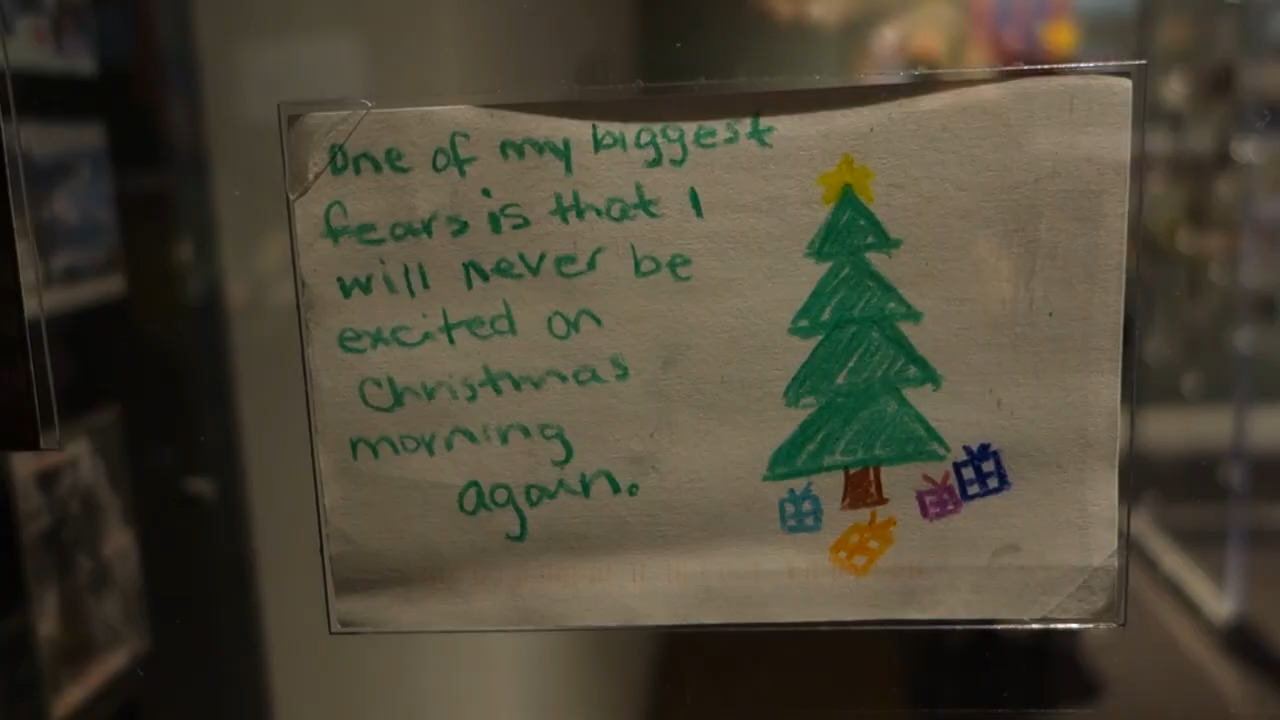 One of my biggest
fears is that I
will never be
excited on
Christmas
morning
again.